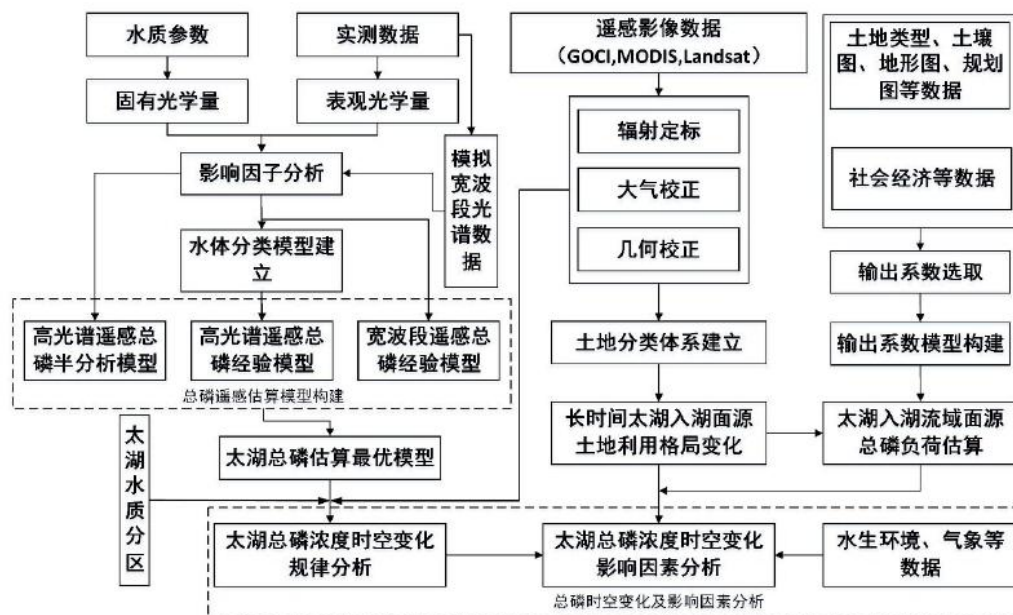 水质参数
实测数据
遥感影像数据
（GOCI,MODIS,Landsat）
土地类型、土壤
图、地形图、规划
图等数据
固有光学量
表观光学量
辐射定标
影响因子分析
模拟
宽波
段光
谱数
据
大气校正
社会经济等数据
水体分类模型建
立
几何校正
输出系数选取
高光谱遥感总
磷半分析模型
高光谱遥感总
磷经验模型
宽波段遥感总
磷经验模型
总磷遥感估算模型构建
土地分类体系建立
输出系数模型构建
太
湖
水
质
分
区
太湖总磷估算最优模型
长时间太湖入湖面源
土地利用格局变化
太湖入湖流域面源
总磷负荷估算
太湖总磷浓度时空变化
规律分析
太湖总磷浓度时空变化
影响因素分析
水生环境、气象等
数据
总磷时空变化及影响因素分析